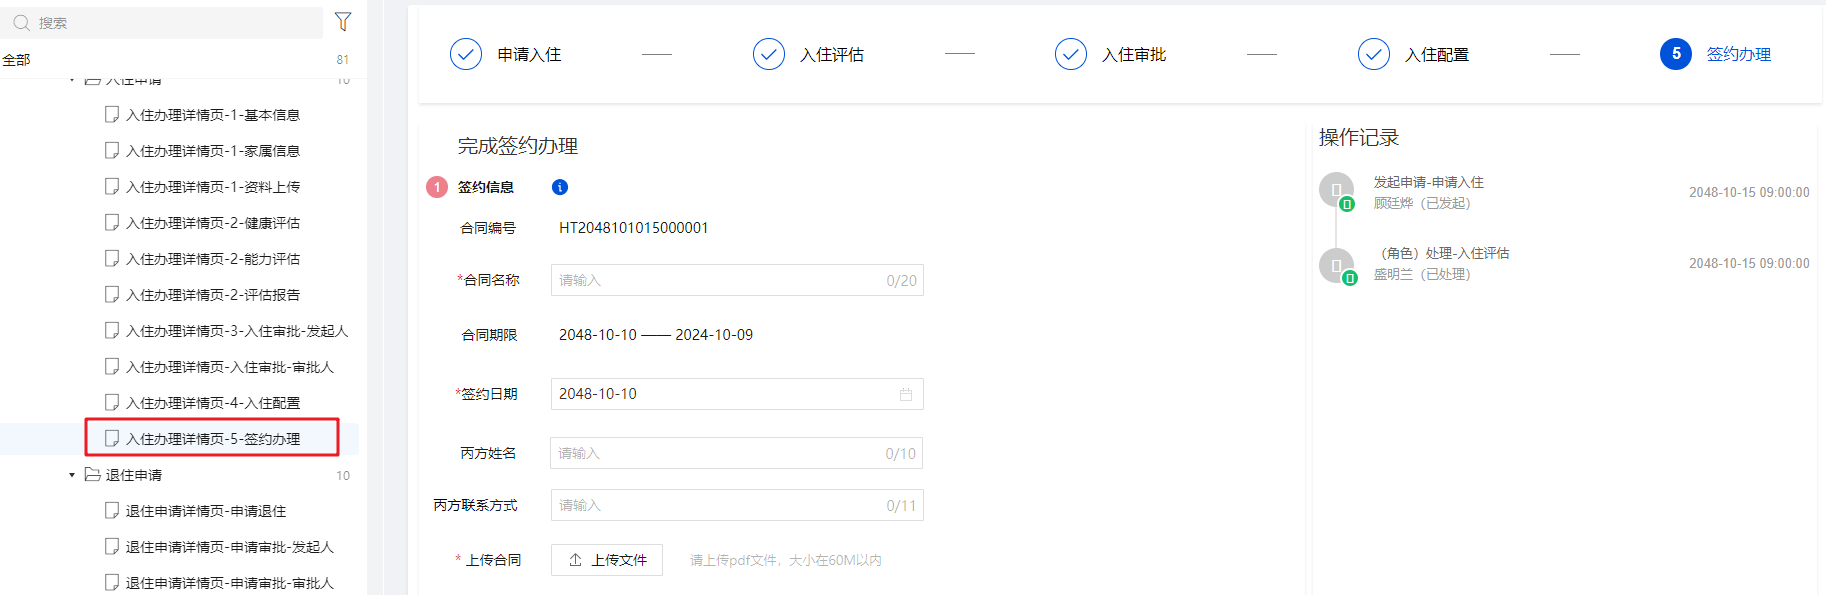 搜索
全部 81
入住申请 10
入住办理详情页-1-基本信息
入住办理详情页-1-家属信息
入住办理详情页-1-资料上传
入住办理详情页-2-健康评估
入住办理详情页-2-能力评估
入住办理详情页-2-评估报告
入住办理详情页-3-入住审批-发起人
入住办理详情页-入住审批-审批人
入住办理详情页-4-入住配置
入住办理详情页-5-签约办理
退住申请 10
退住申请详情页-申请退住
退住申请详情页-申请审批-发起人
退住申请详情页-申请审批-审批人
申请入住 入住评估 入住审批 入住配置 5 签约办理
完成签约办理
1 签约信息
合同编号 HT2048101015000001
*合同名称 请输入 0/20
合同期限 2048-10-10 —— 2024-10-09
*签约日期 2048-10-10
丙方姓名 请输入 0/10
丙方联系方式 请输入 0/11
* 上传合同 上传文件 请上传pdf文件，大小在60M以内
操作记录
发起申请-申请入住 2048-10-15 09:00:00
顾廷烨（已发起）
（角色）处理-入住评估 2048-10-15 09:00:00
盛明兰（已处理）